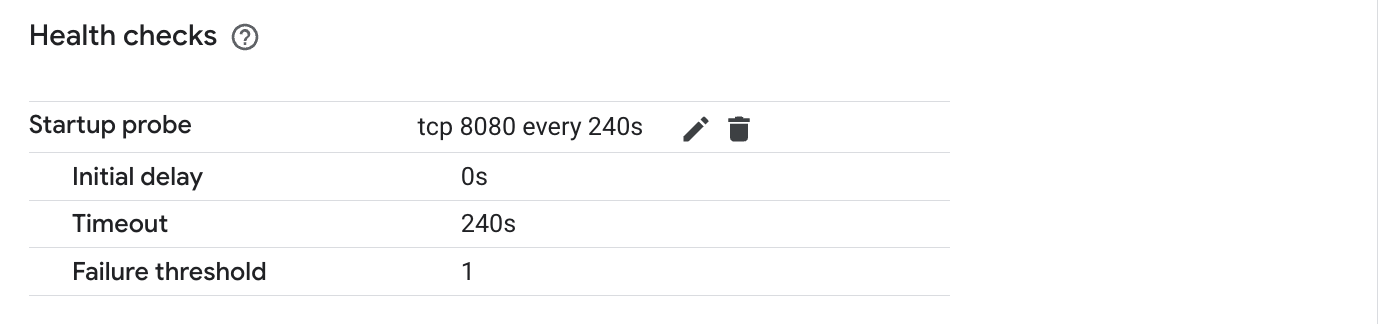 Health checks
Startup probe tcp 8080 every 240s
Initial delay 0s
Timeout 240s
Failure threshold 1